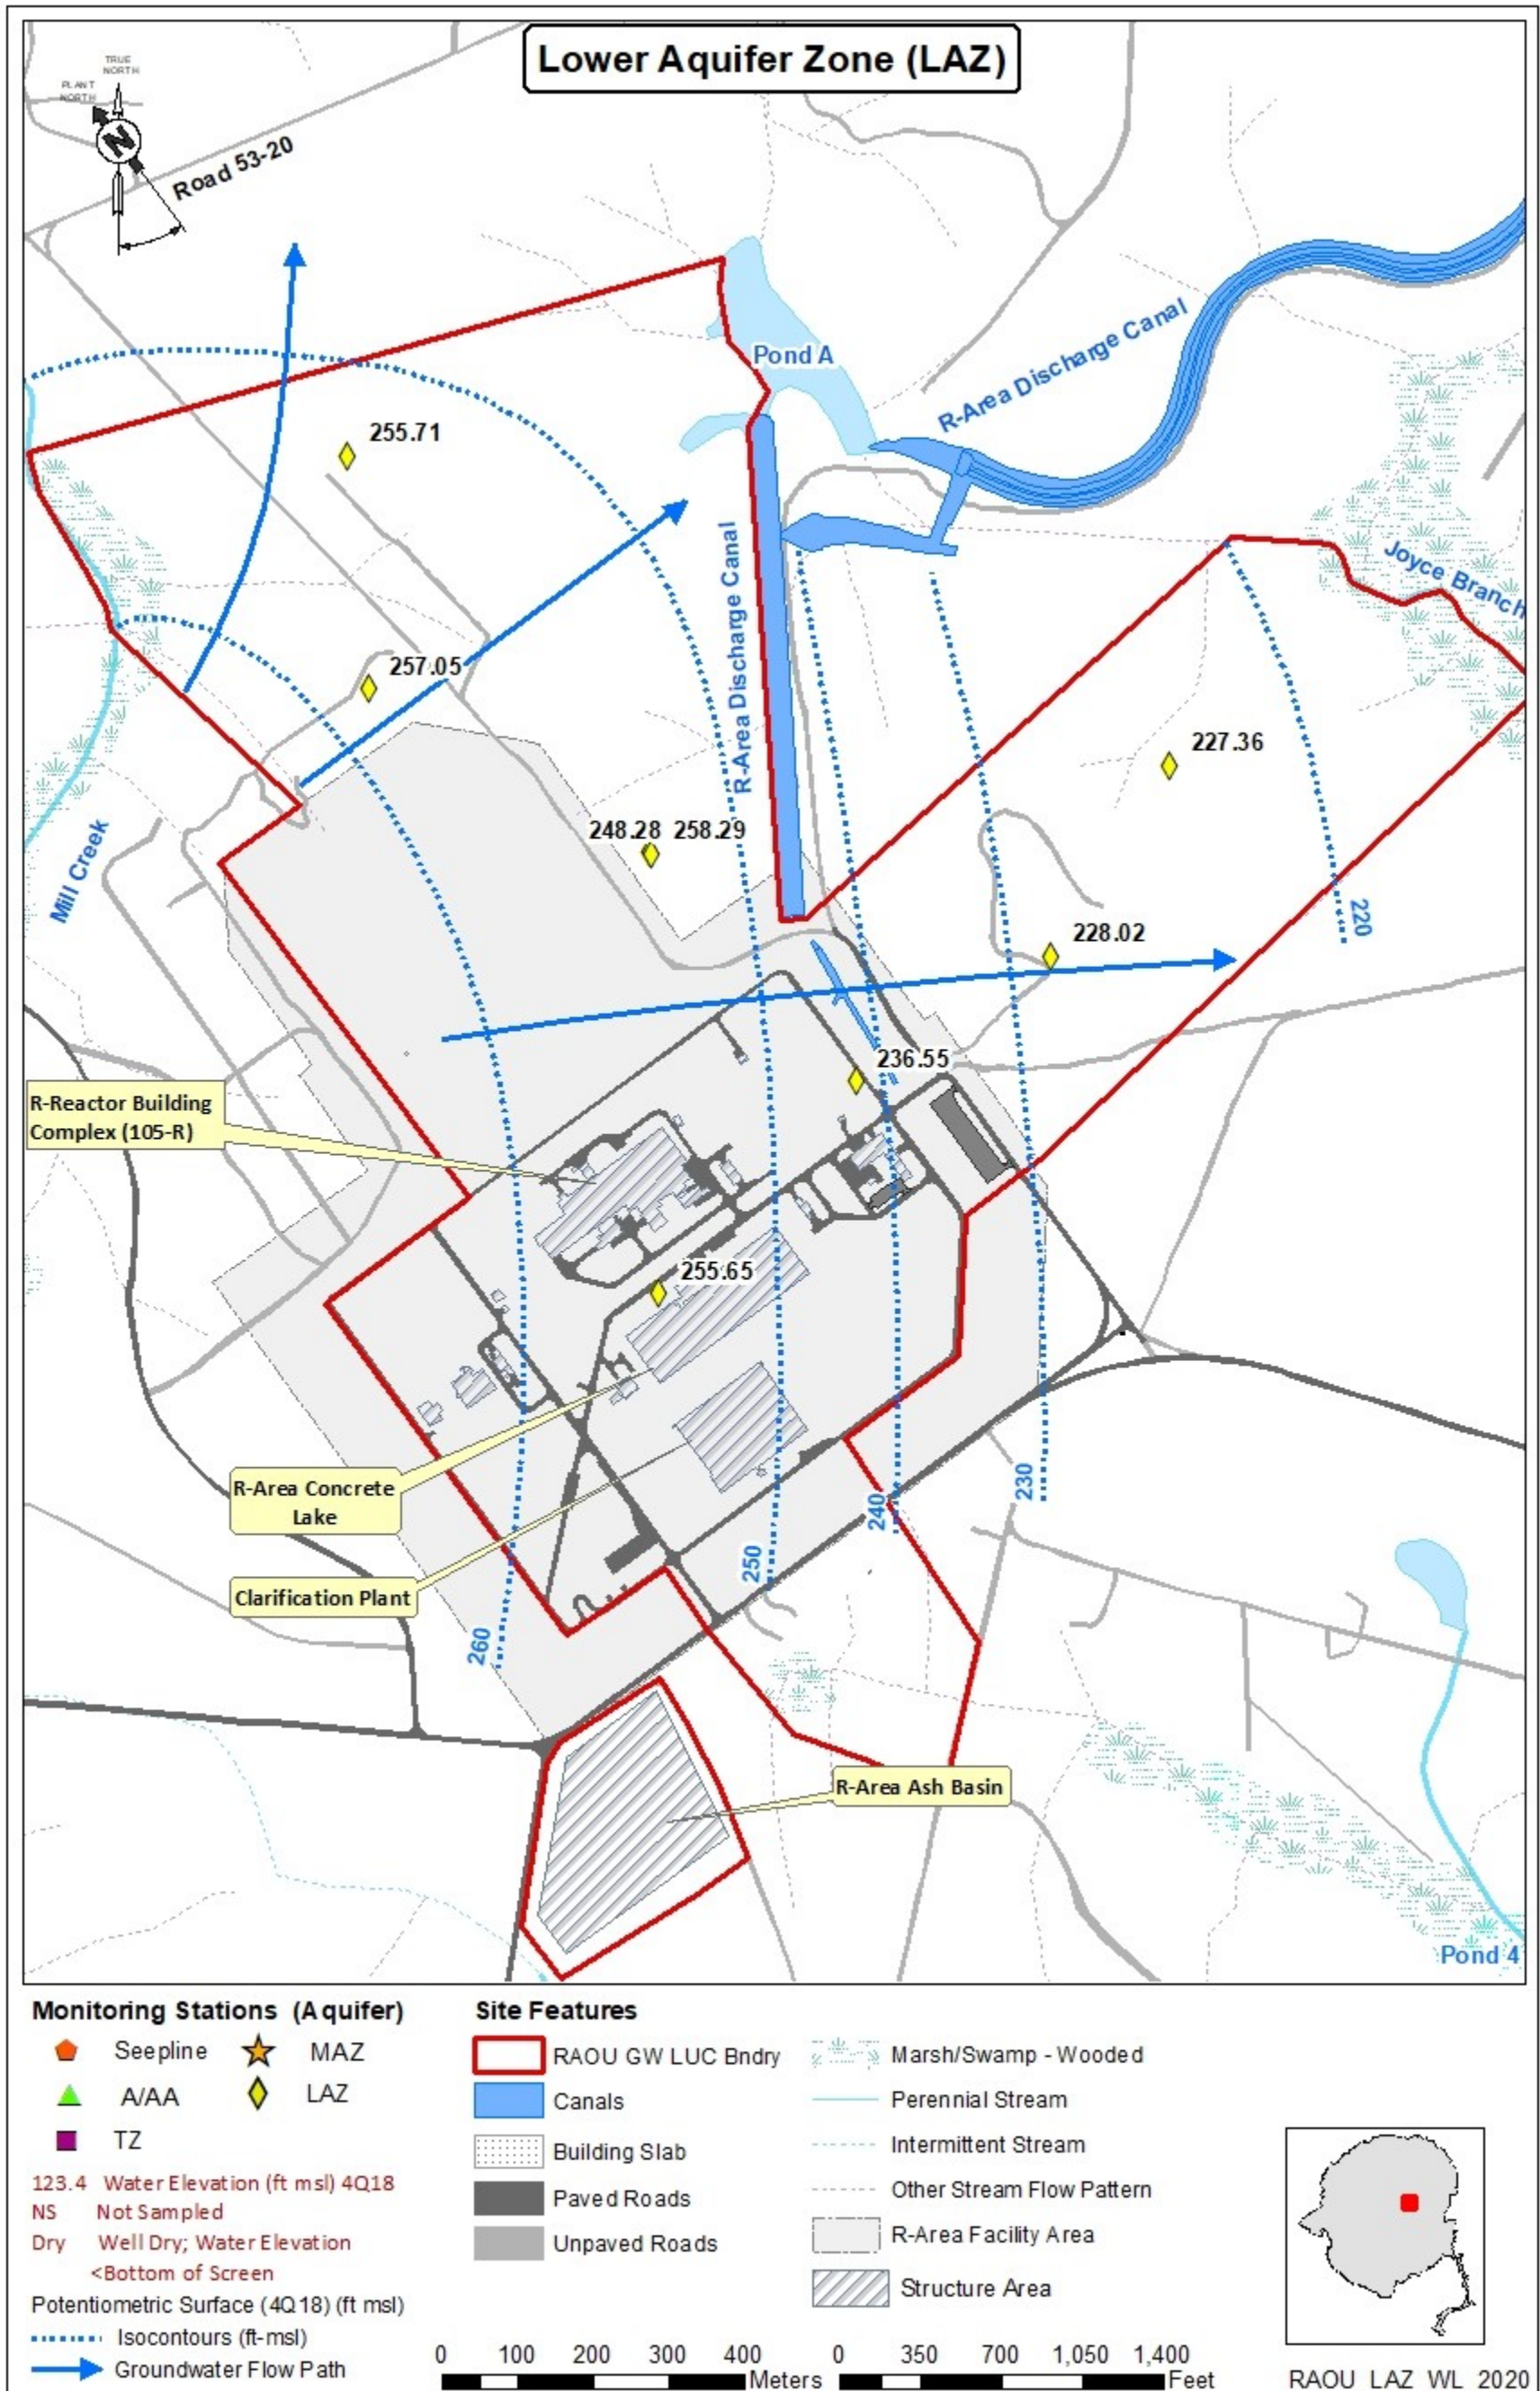 Lower Aquifer Zone (LAZ)
TRUE
NORTH
PLANT
NORTH
N
Road 53-20
Pond A
R-Area Discharge Canal
255.71
R-Area Discharge Canal
Joyce Branch
257.05
227.36
248.28 258.29
Mill Creek
228.02
220
236.55
R-Reactor Building
Complex (105-R)
255.65
R-Area Concrete
Lake
230
240
250
Clarification Plant
260
R-Area Ash Basin
Pond 4
Monitoring Stations (Aquifer)
Seepline
MAZ
A/AA
LAZ
TZ
123.4 Water Elevation (ft msl) 4Q18
NS Not Sampled
Dry Well Dry; Water Elevation
<Bottom of Screen
Potentiometric Surface (4Q18) (ft msl)
Isocontours (ft-msl)
Groundwater Flow Path
Site Features
RAOU GW LUC Bndry
Canals
Building Slab
Paved Roads
Unpaved Roads
Marsh/Swamp - Wooded
Perennial Stream
Intermittent Stream
Other Stream Flow Pattern
R-Area Facility Area
Structure Area
0 100 200 300 400
Meters
0 350 700 1,050 1,400
Feet
RAOU LAZ WL 2020